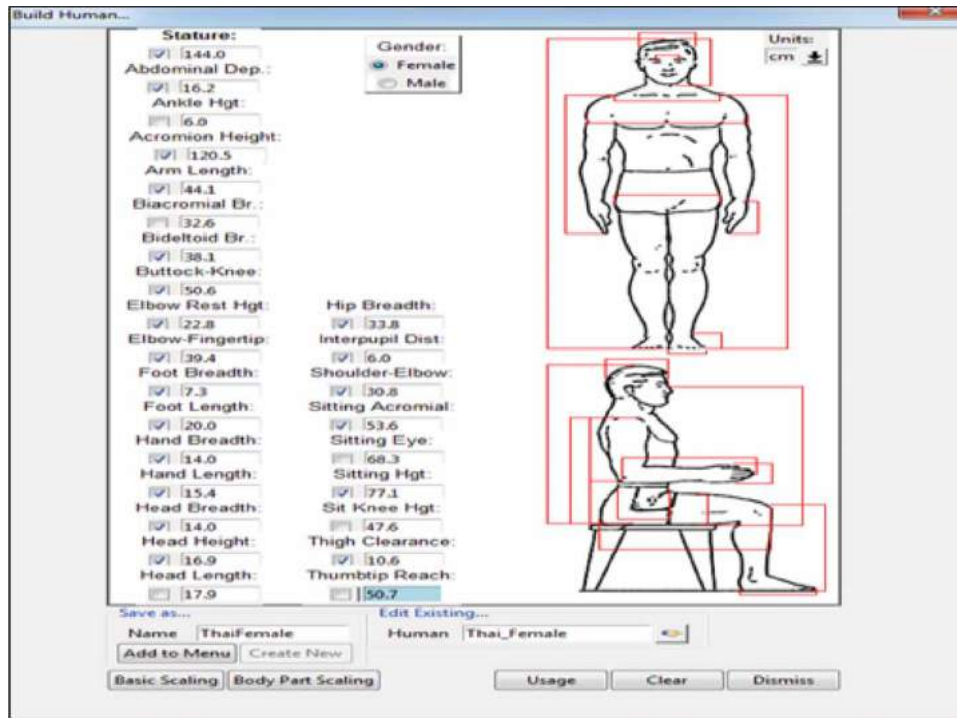 Build Human...
Stature:
144.0
Abdominal Dep.:
16.2
Ankle Hgt:
6.0
Acromion Height:
120.5
Arm Length:
44.1
Biacromial Br.:
32.6
Bideltoid Br.:
38.1
Buttock-Knee:
50.6
Elbow Rest Hgt:
22.8
Elbow-Fingertip:
39.4
Foot Breadth:
7.3
Foot Length:
20.0
Hand Breadth:
14.0
Hand Length:
15.4
Head Breadth:
14.0
Head Height:
16.9
Head Length:
17.9
Hip Breadth:
33.8
Interpupil Dist:
6.0
Shoulder-Elbow:
30.8
Sitting Acromial:
53.6
Sitting Eye:
68.3
Sitting Hgt:
77.1
Sit Knee Hgt:
47.6
Thigh Clearance:
10.6
Thumbtip Reach:
50.7
Gender:
Female
Male
Units:
cm
Save as...
Name ThaiFemale
Add to Menu Create New
Edit Existing...
Human Thai_Female
Basic Scaling Body Part Scaling Usage Clear Dismiss